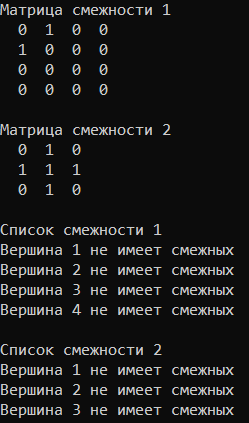 Матрица смежности 1
0 1 0 0
1 0 0 0
0 0 0 0
0 0 0 0
Матрица смежности 2
0 1 0
1 1 1
0 1 0
Список смежности 1
Вершина 1 не имеет смежных
Вершина 2 не имеет смежных
Вершина 3 не имеет смежных
Вершина 4 не имеет смежных
Список смежности 2
Вершина 1 не имеет смежных
Вершина 2 не имеет смежных
Вершина 3 не имеет смежных